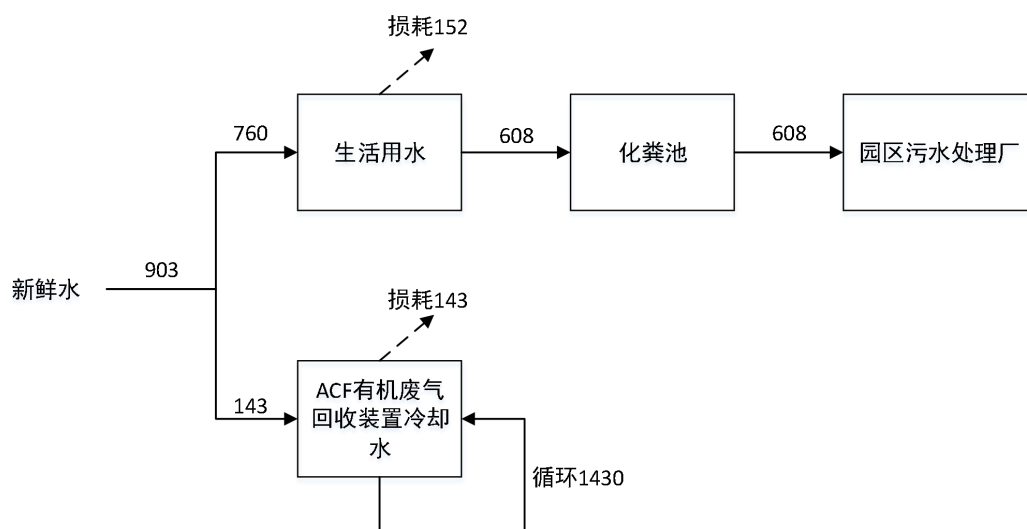 损耗152
760
生活用水
608
化粪池
608
园区污水处理厂
新鲜水
903
损耗143
143
ACF有机废气
回收装置冷却
水
循环1430